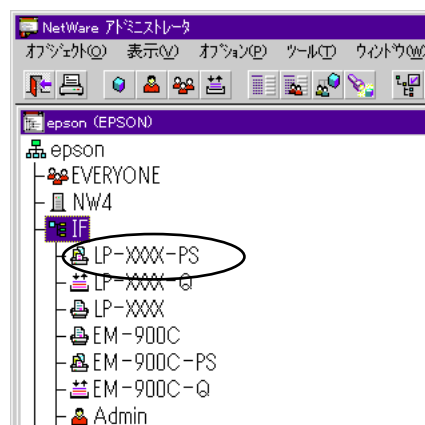 NetWare ｱﾄﾞﾐﾆｽﾄﾚｰﾀ
ｵﾌﾞｼﾞｪｸﾄ(O) 表示(V) ｵﾌﾟｼｮﾝ(P) ﾂｰﾙ(T) ｳｨﾝﾄﾞｳ(W
epson (EPSON)
epson
EVERYONE
NW4
IF
LP-XXXX-PS
LP-XXXX-Q
LP-XXXX
EM-900C
EM-900C-PS
EM-900C-Q
Admin